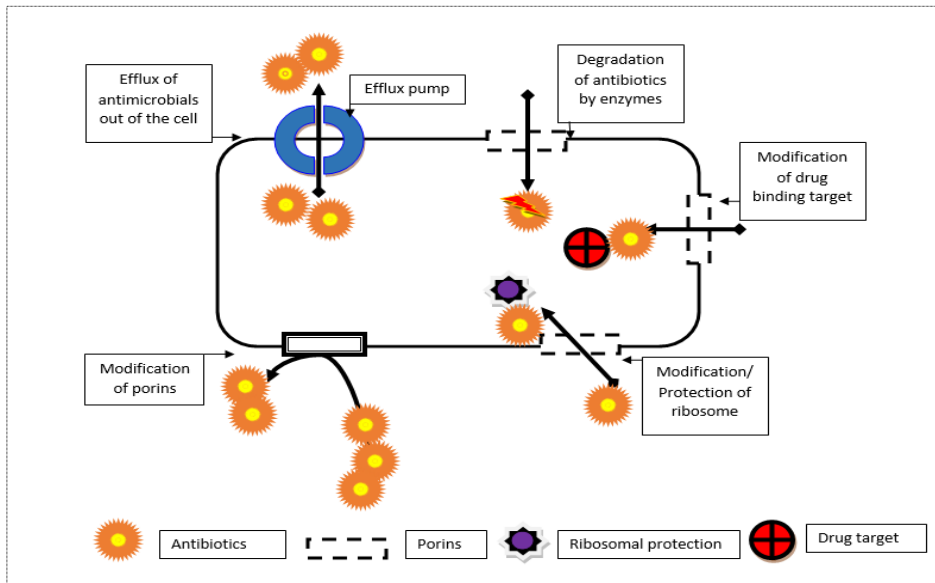 Efflux of
antimicrobials
out of the cell
Efflux pump
Degradation
of antibiotics
by enzymes
Modification
of drug
binding target
Modification
of porins
Modification/
Protection of
ribosome
Antibiotics
Porins
Ribosomal protection
Drug target